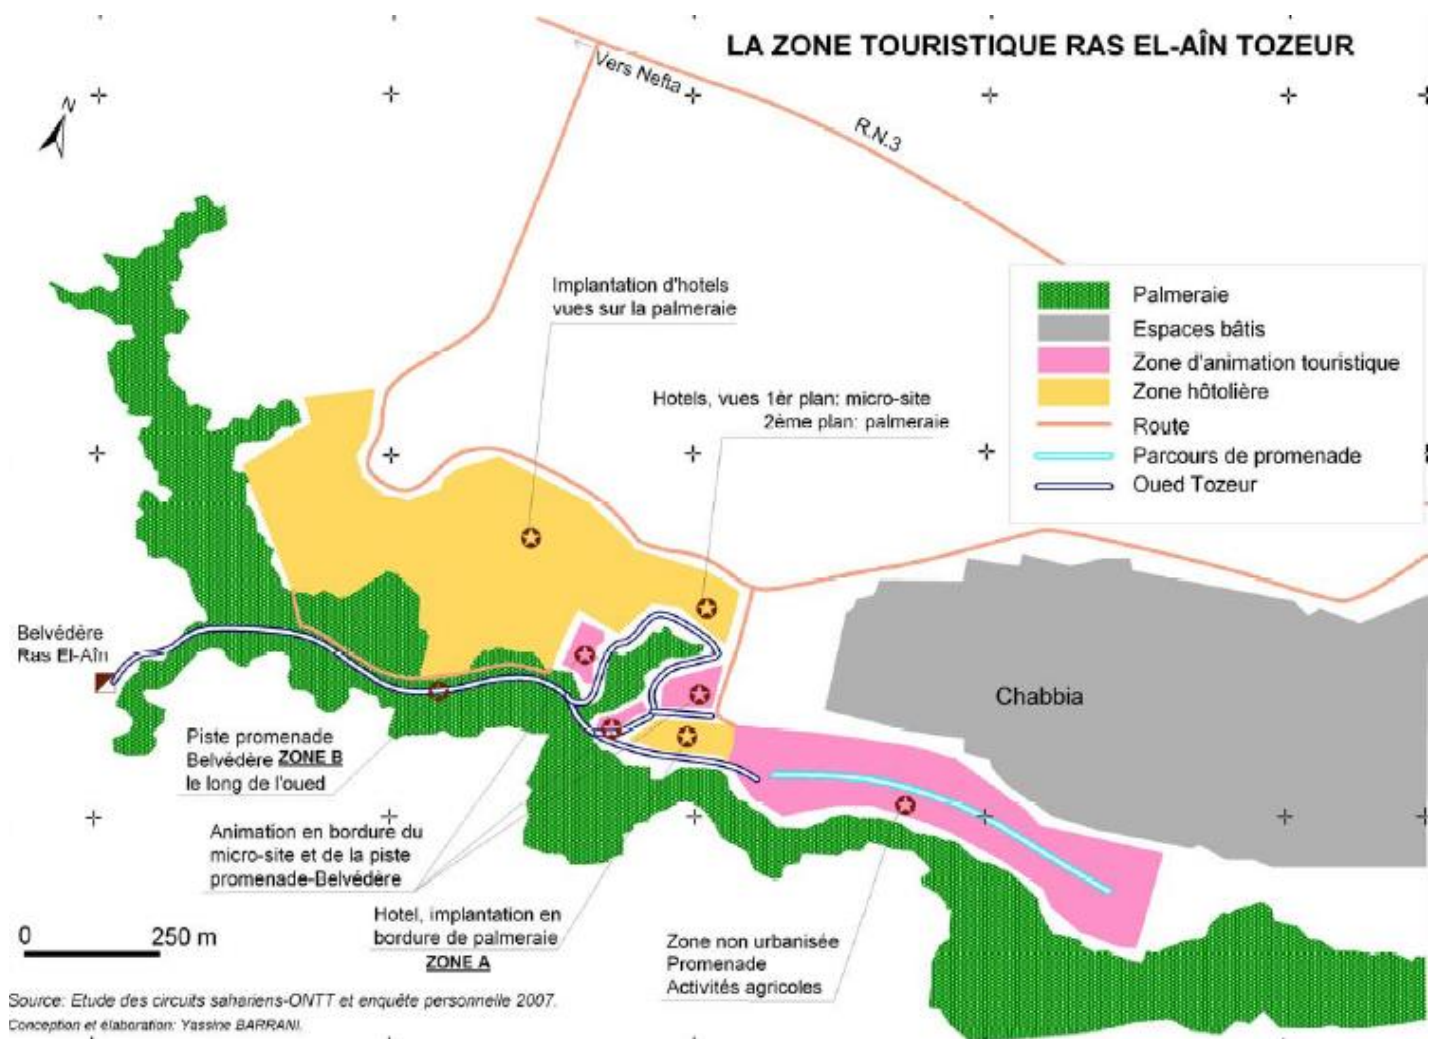 LA ZONE TOURISTIQUE RAS EL-AÎN TOZEUR
Vers Nefta
R.N.3
N
Implantation d'hotels
vues sur la palmeraie
Hotels, vues 1èr plan: micro-site
2ème plan: palmeraie
Palmeraie
Espaces bâtis
Zone d'animation touristique
Zone hôtolière
Route
Parcours de promenade
Oued Tozeur
Belvédère
Ras El-Aîn
Chabbia
Piste promenade
Belvédère ZONE B
le long de l'oued
Animation en bordure du
micro-site et de la piste
promenade-Belvédère
Hotel, implantation en
bordure de palmeraie
ZONE A
Zone non urbanisée
Promenade
Activités agricoles
0 250 m
Source: Etude des circuits sahariens-ONTT et enquête personnelle 2007.
Conception et élaboration: Yassine BARRANI.